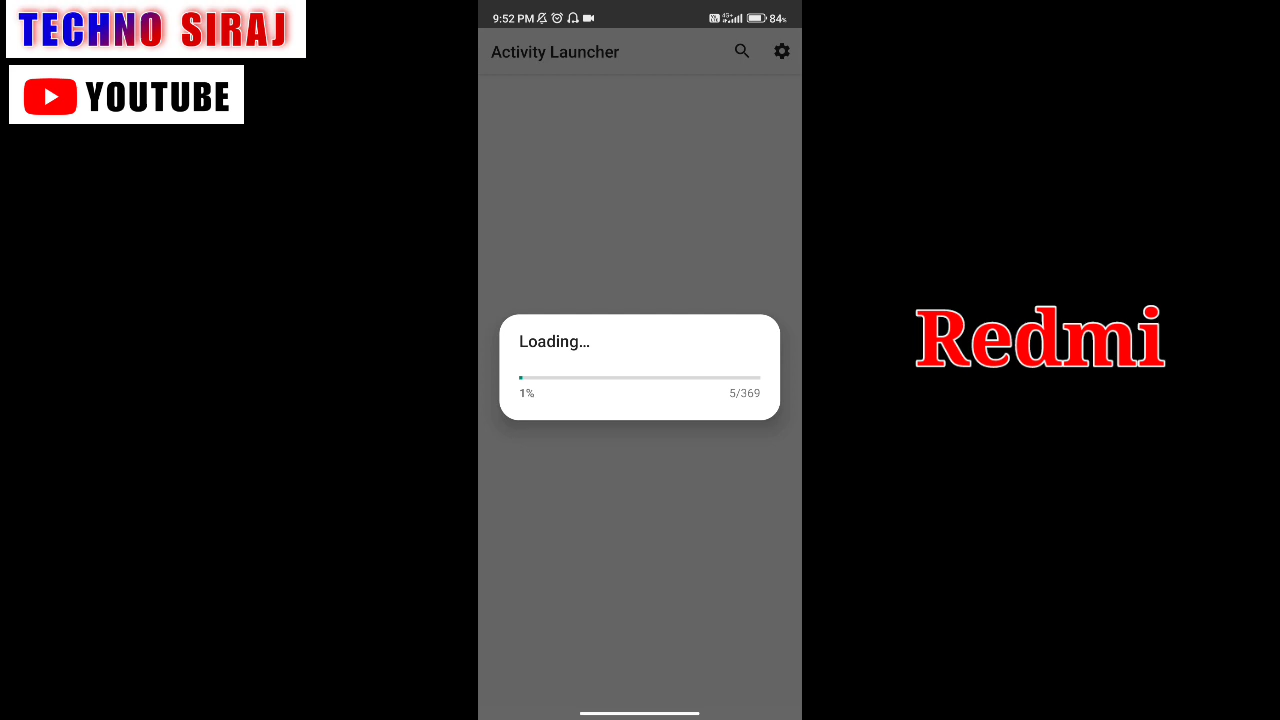 TECHNO SIRAJ
YOUTUBE
9:52 PM 84%
Activity Launcher
Loading...
1% 5/369
Redmi